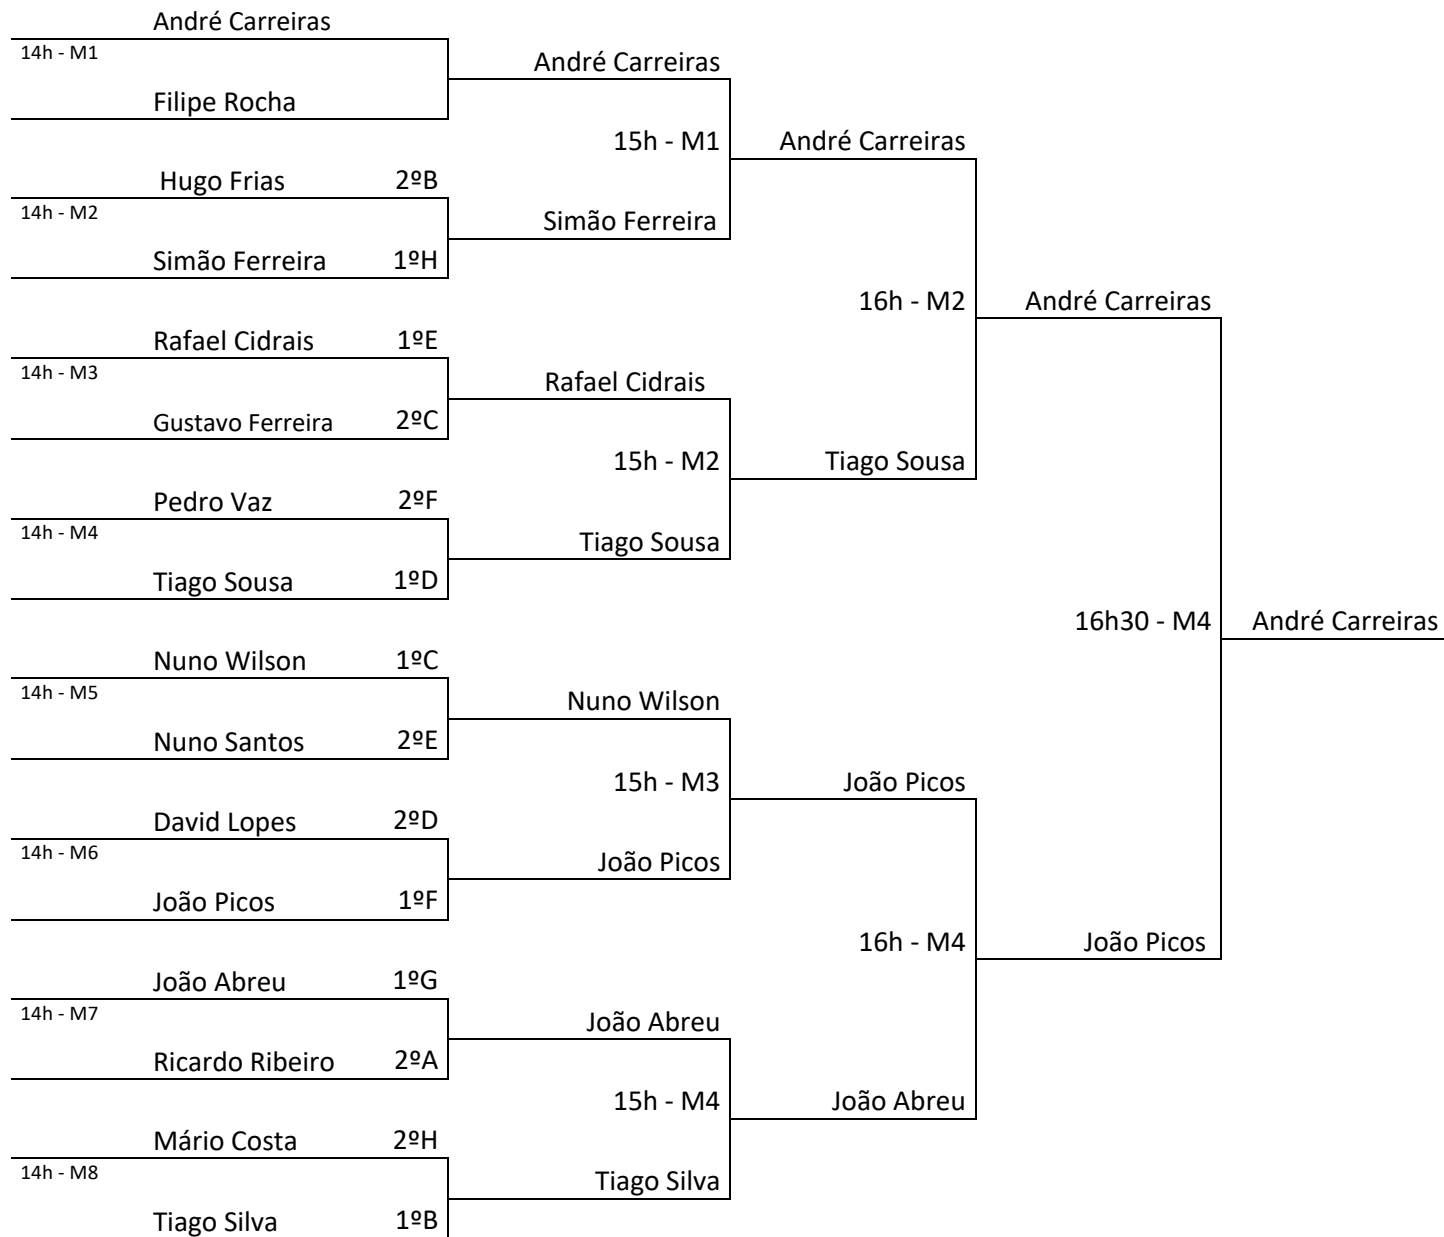 André Carreiras
14h - M1
Filipe Rocha
André Carreiras
15h - M1
André Carreiras
Hugo Frias 2ºB
14h - M2
Simão Ferreira
Simão Ferreira 1ºH
16h - M2
André Carreiras
Rafael Cidrais 1ºE
14h - M3
Rafael Cidrais
Gustavo Ferreira 2ºC
15h - M2
Tiago Sousa
Pedro Vaz 2ºF
14h - M4
Tiago Sousa
Tiago Sousa 1ºD
16h30 - M4
André Carreiras
Nuno Wilson 1ºC
14h - M5
Nuno Wilson
Nuno Santos 2ºE
15h - M3
João Picos
David Lopes 2ºD
14h - M6
João Picos
João Picos 1ºF
16h - M4
João Picos
João Abreu 1ºG
14h - M7
João Abreu
Ricardo Ribeiro 2ºA
15h - M4
João Abreu
Mário Costa 2ºH
14h - M8
Tiago Silva
Tiago Silva 1ºB